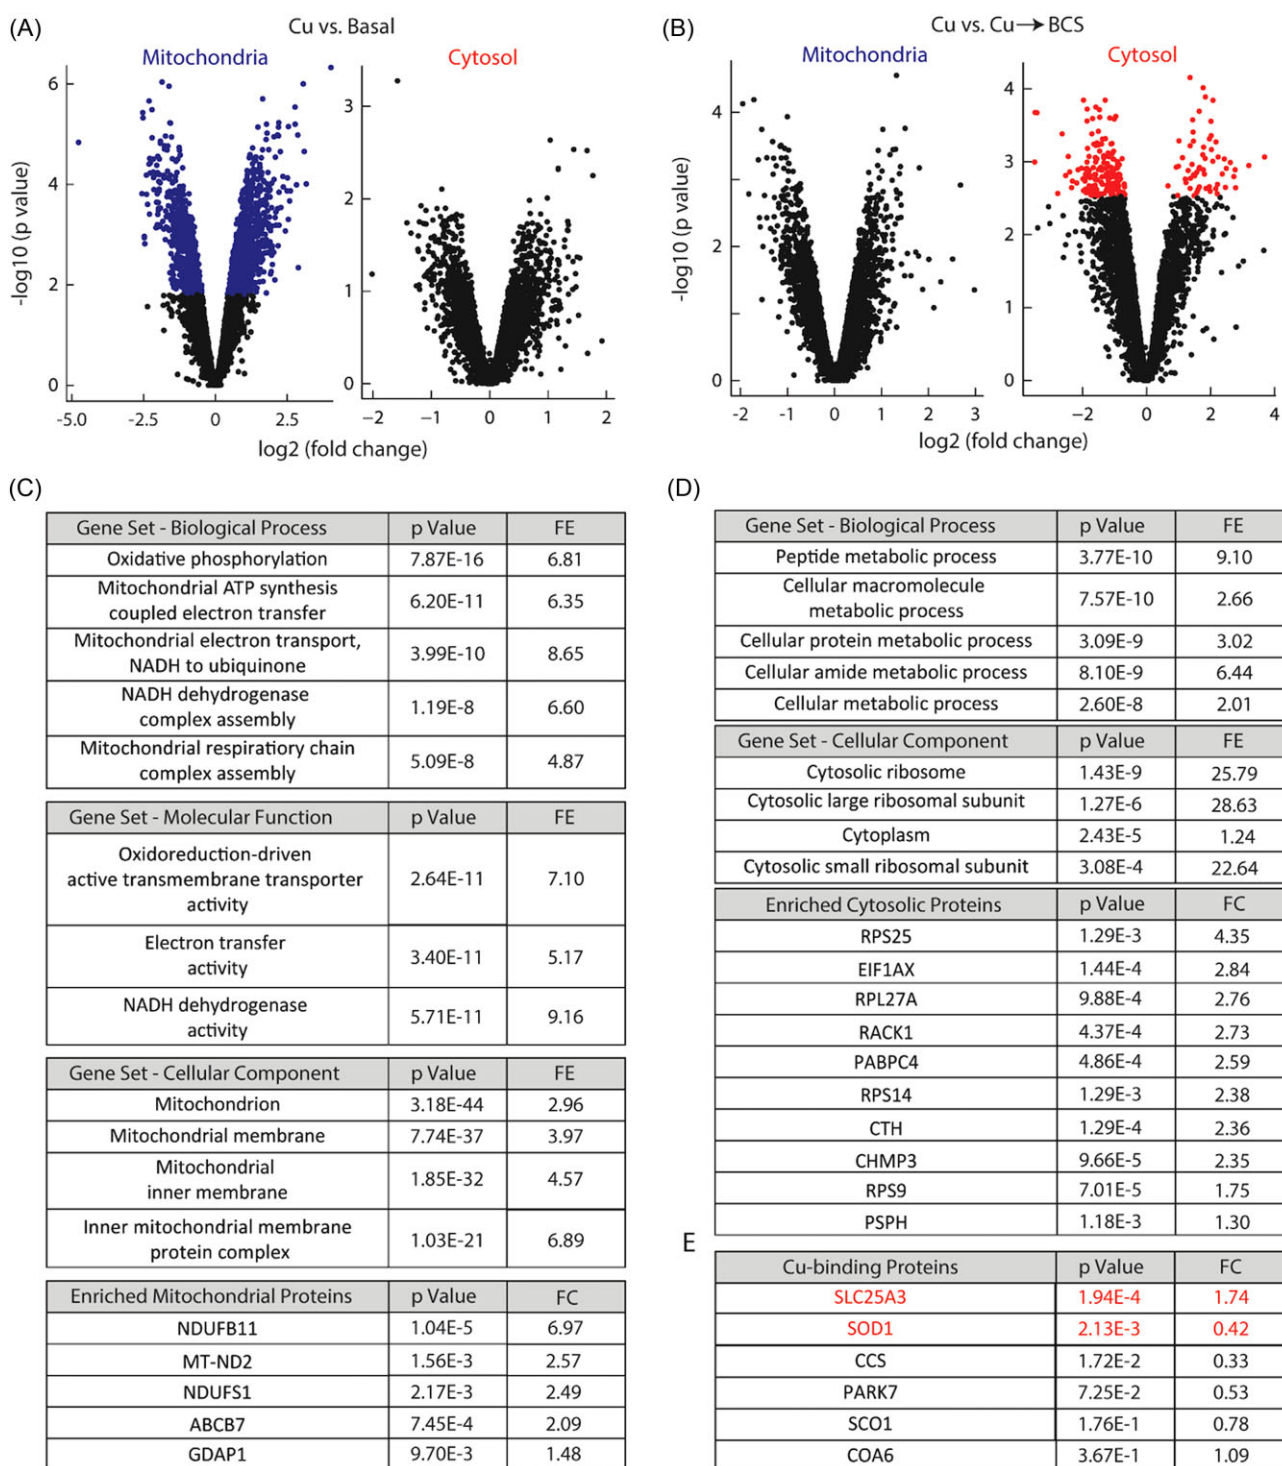 (A)
Cu vs. Basal
Mitochondria
Cytosol
-log10 (p value)
6
4
2
0
-5.0
-2.5
0
2.5
3
2
1
0
−2
−1
0
1
2
log2 (fold change)
(B)
Cu vs. Cu→BCS
Mitochondria
Cytosol
-log10 (p value)
4
2
0
-2
-1
0
1
2
3
4
3
2
1
0
-2
0
2
4
log2 (fold change)
(C)
Gene Set - Biological Process p Value FE
Oxidative phosphorylation 7.87E-16 6.81
Mitochondrial ATP synthesis
coupled electron transfer 6.20E-11 6.35
Mitochondrial electron transport,
NADH to ubiquinone 3.99E-10 8.65
NADH dehydrogenase
complex assembly 1.19E-8 6.60
Mitochondrial respiratory chain
complex assembly 5.09E-8 4.87
Gene Set - Molecular Function p Value FE
Oxidoreduction-driven
active transmembrane transporter 2.64E-11 7.10
activity
Electron transfer
activity 3.40E-11 5.17
NADH dehydrogenase
activity 5.71E-11 9.16
Gene Set - Cellular Component p Value FE
Mitochondrion 3.18E-44 2.96
Mitochondrial membrane 7.74E-37 3.97
Mitochondrial
inner membrane 1.85E-32 4.57
Inner mitochondrial membrane
protein complex 1.03E-21 6.89
Enriched Mitochondrial Proteins p Value FC
NDUFB11 1.04E-5 6.97
MT-ND2 1.56E-3 2.57
NDUFS1 2.17E-3 2.49
ABCB7 7.45E-4 2.09
GDAP1 9.70E-3 1.48
(D)
Gene Set - Biological Process p Value FE
Peptide metabolic process 3.77E-10 9.10
Cellular macromolecule
metabolic process 7.57E-10 2.66
Cellular protein metabolic process 3.09E-9 3.02
Cellular amide metabolic process 8.10E-9 6.44
Cellular metabolic process 2.60E-8 2.01
Gene Set - Cellular Component p Value FE
Cytosolic ribosome 1.43E-9 25.79
Cytosolic large ribosomal subunit 1.27E-6 28.63
Cytoplasm 2.43E-5 1.24
Cytosolic small ribosomal subunit 3.08E-4 22.64
Enriched Cytosolic Proteins p Value FC
RPS25 1.29E-3 4.35
EIF1AX 1.44E-4 2.84
RPL27A 9.88E-4 2.76
RACK1 4.37E-4 2.73
PABPC4 4.86E-4 2.59
RPS14 1.29E-3 2.38
CTH 1.29E-4 2.36
CHMP3 9.66E-5 2.35
RPS9 7.01E-5 1.75
PSPH 1.18E-3 1.30
E
Cu-binding Proteins p Value FC
SLC25A3 1.94E-4 1.74
SOD1 2.13E-3 0.42
CCS 1.72E-2 0.33
PARK7 7.25E-2 0.53
SCO1 1.76E-1 0.78
COA6 3.67E-1 1.09